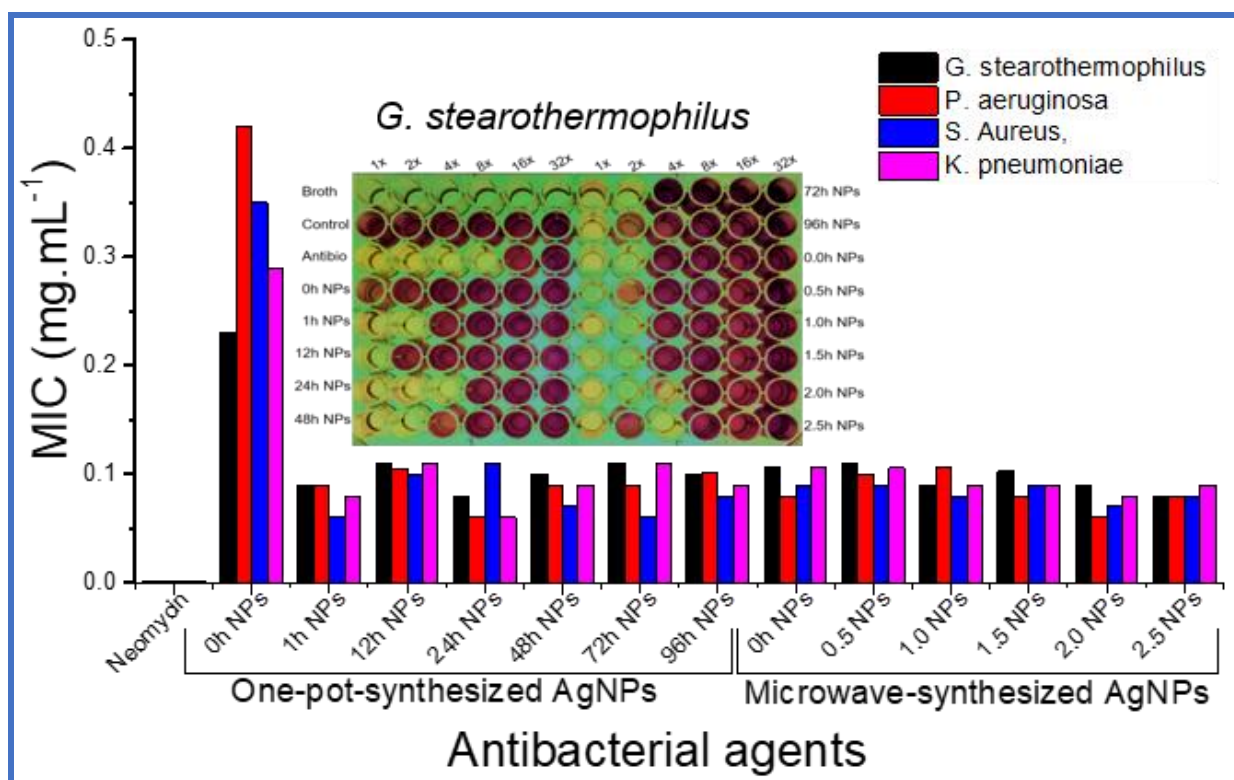 0.5
0.4
0.3
0.2
0.1
0.0
MIC (mg.mL-1)
G. stearothermophilus
P. aeruginosa
S. Aureus,
K. pneumoniae
G. stearothermophilus
1x 2x 4x 8x 16x 32x 1x 2x 4x 8x 16x 32x
Broth 72h NPs
Control 96h NPs
Antibio 0.0h NPs
0h NPs 0.5h NPs
1h NPs 1.0h NPs
12h NPs 1.5h NPs
24h NPs 2.0h NPs
48h NPs 2.5h NPs
0h NPs
1h NPs
12h NPs
24h NPs
48h NPs
72h NPs
96h NPs
0h NPs
0.5 NPs
1.0 NPs
1.5 NPs
2.0 NPs
2.5 NPs
One-pot-synthesized AgNPs
Microwave-synthesized AgNPs
Antibacterial agents